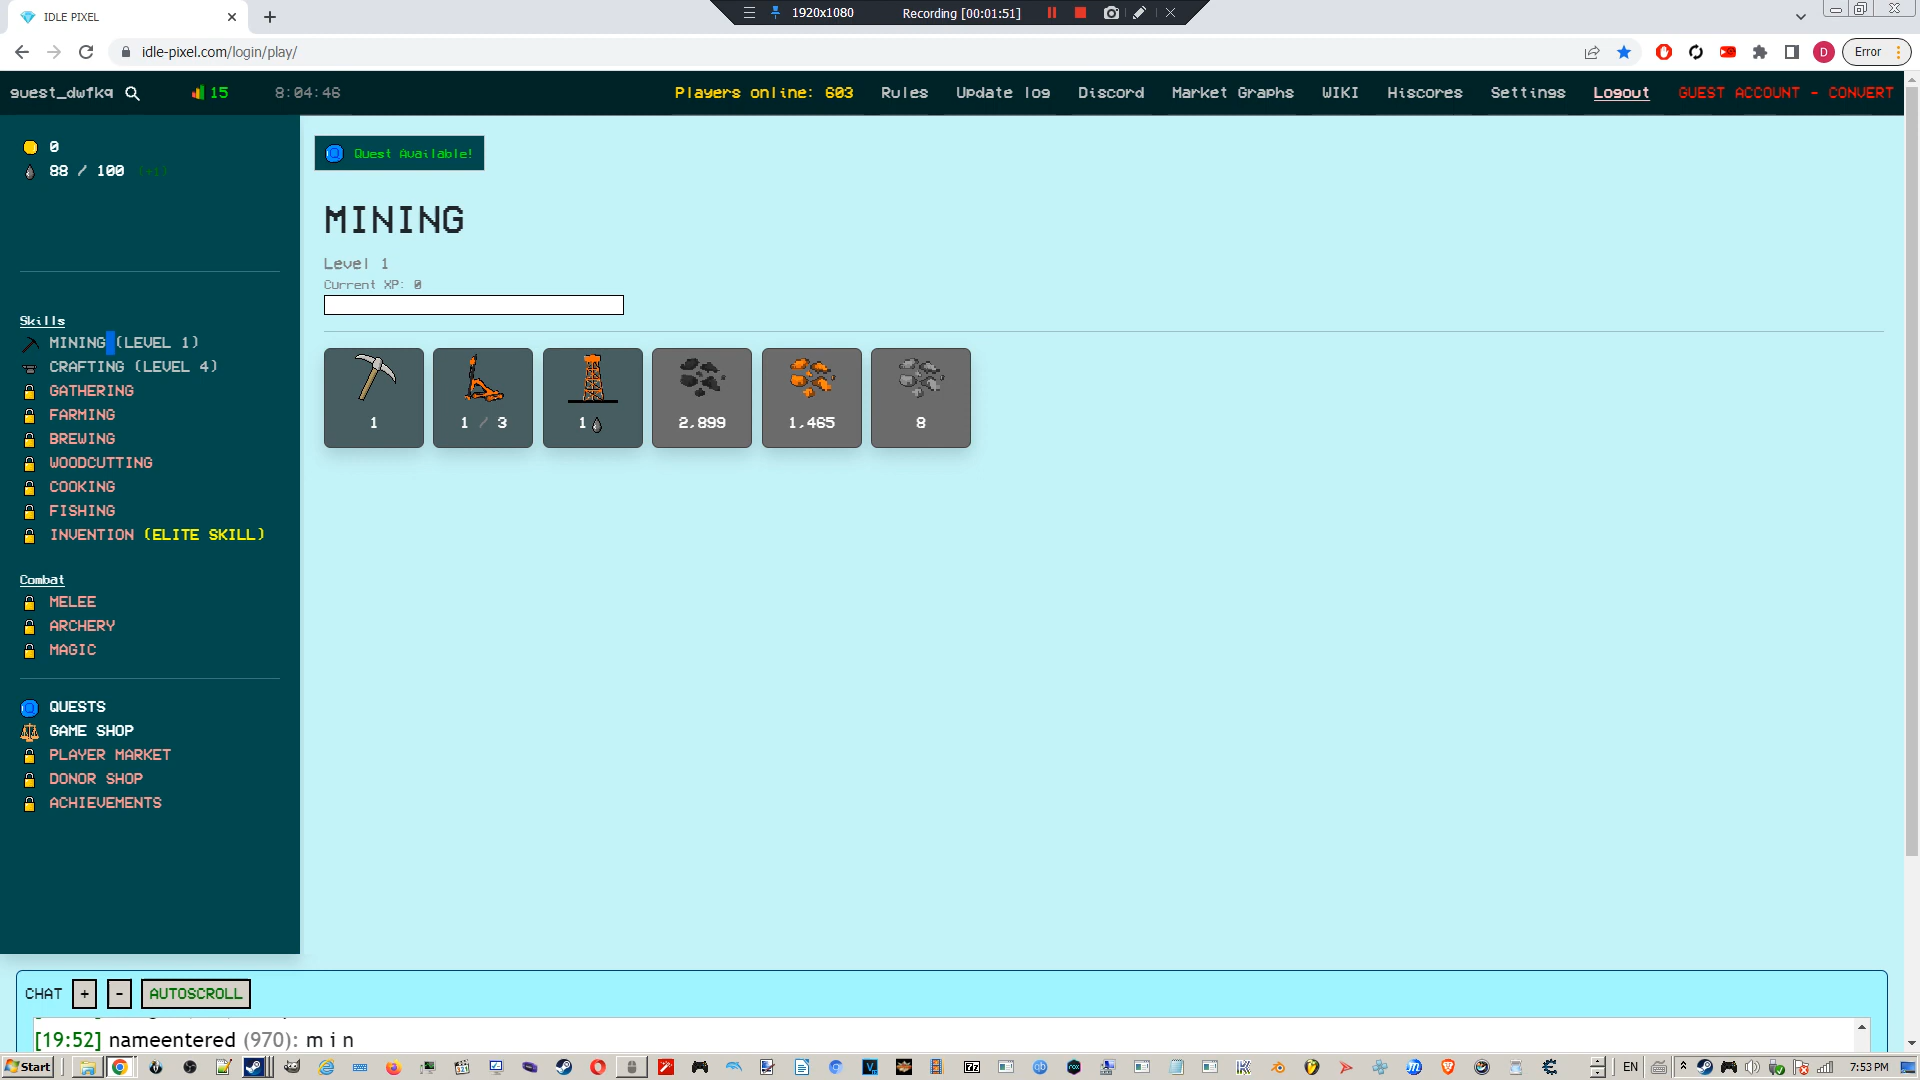 IDLE PIXEL
1920x1080
Recording [00:01:51]
idle-pixel.com/login/play/
D
Error
guest_dwfkq
15
8:04:46
Players online: 603
Rules
Update log
Discord
Market Graphs
WIKI
Hiscores
Settings
Logout
GUEST ACCOUNT - CONVERT
0
88 / 100 (+1)
Quest Available!
MINING
Level 1
Current XP: 0
Skills
MINING (LEVEL 1)
CRAFTING (LEVEL 4)
GATHERING
FARMING
BREWING
WOODCUTTING
COOKING
FISHING
INVENTION (ELITE SKILL)
1
1 / 3
1
2,899
1,465
8
Combat
MELEE
ARCHERY
MAGIC
QUESTS
GAME SHOP
PLAYER MARKET
DONOR SHOP
ACHIEVEMENTS
CHAT + - AUTOSCROLL
[19:52] nameentered (970): m i n
Start
EN
7:53 PM